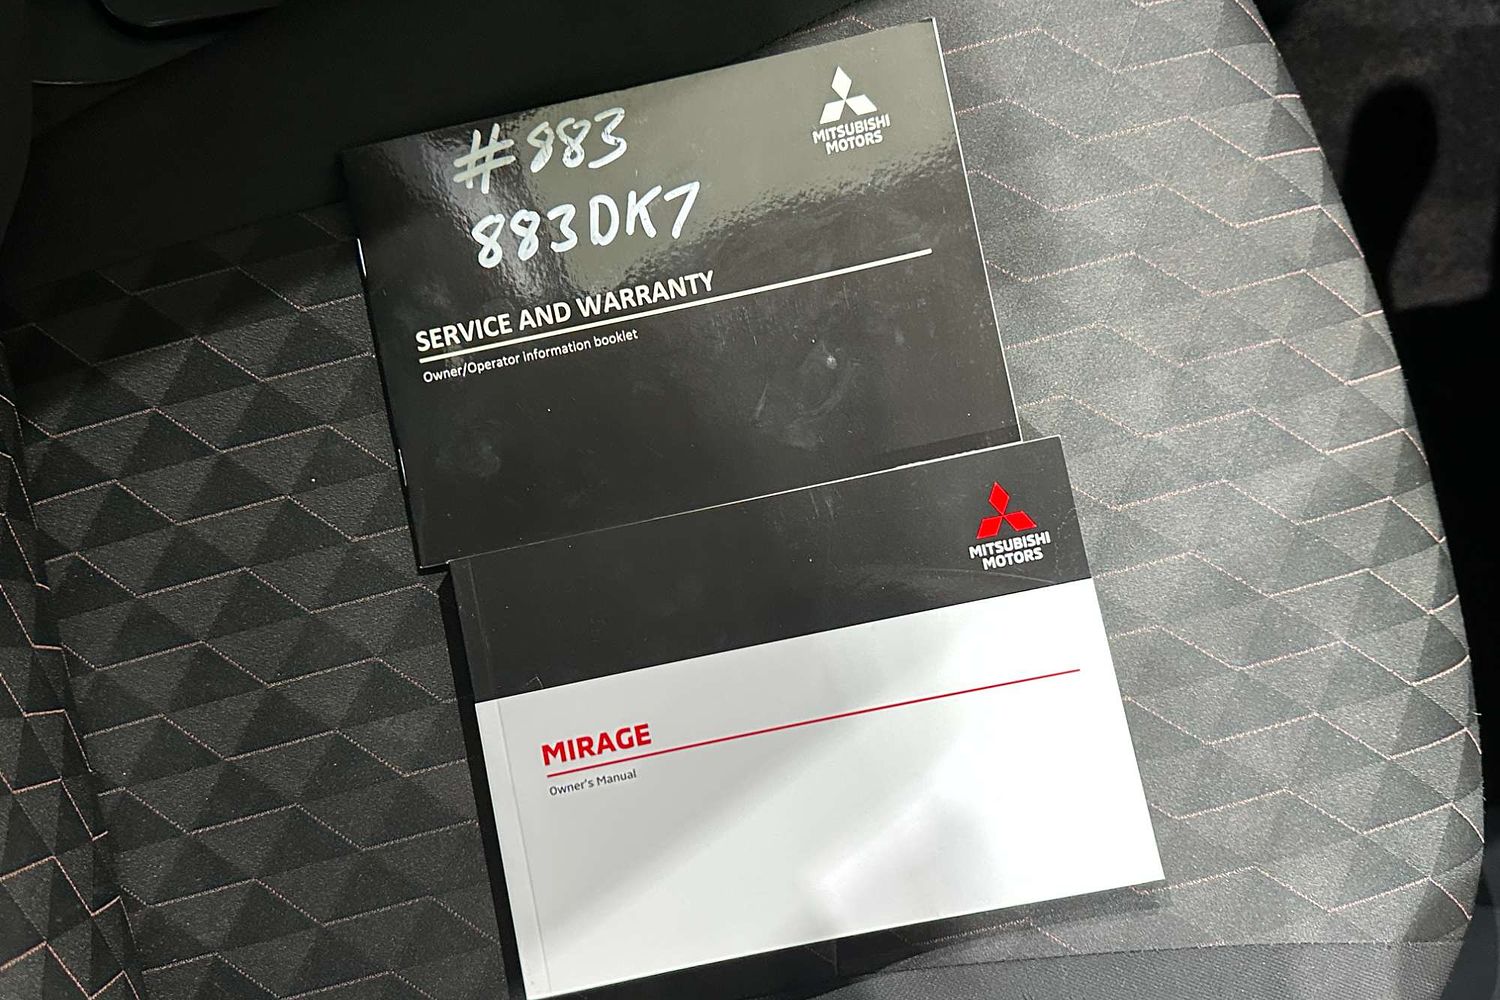 #883
883DK7
MITSUBISHI
MOTORS
SERVICE AND WARRANTY
Owner/Operator information booklet
MITSUBISHI
MOTORS
MIRAGE
Owner's Manual